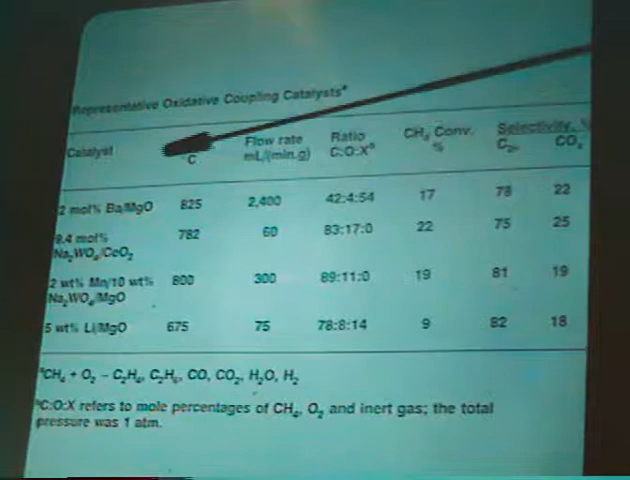 Representative Oxidative Coupling Catalystsᵃ
Catalyst °C Flow rate mL/(min.g) Ratio C:O:Xᵇ CH₄ Conv. % Selectivity, % C₂₊ COₓ
2 mol% Ba/MgO 825 2,400 42:4:54 17 78 22
9.4 mol% Na₂WO₄/CeO₂ 782 60 83:17:0 22 75 25
2 wt% Mn/10 wt% Na₂WO₄/MgO 800 300 89:11:0 19 81 19
5 wt% Li/MgO 675 75 78:8:14 9 82 18
ᵃCH₄ + O₂ – C₂H₄, C₂H₆, CO, CO₂, H₂O, H₂
ᵇC:O:X refers to mole percentages of CH₄, O₂ and inert gas; the total
pressure was 1 atm.